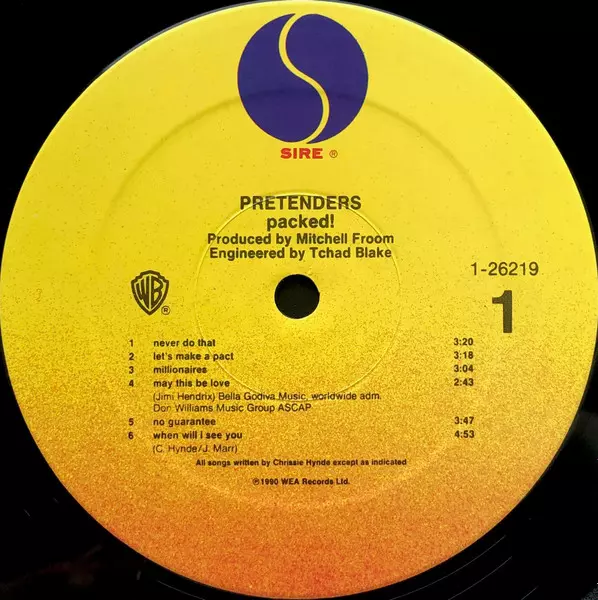 SIRE ®
PRETENDERS
packed!
Produced by Mitchell Froom
Engineered by Tchad Blake
1-26219
WB ®
1
1 never do that 3:20
2 let's make a pact 3:18
3 millionaires 3:04
4 may this be love 2:43
(Jimi Hendrix) Bella Godiva Music, worldwide adm.
Don Williams Music Group ASCAP
5 no guarantee 3:47
6 when will i see you 4:53
(C. Hynde/J. Marr)
All songs written by Chrissie Hynde except as indicated
℗1990 WEA Records Ltd.